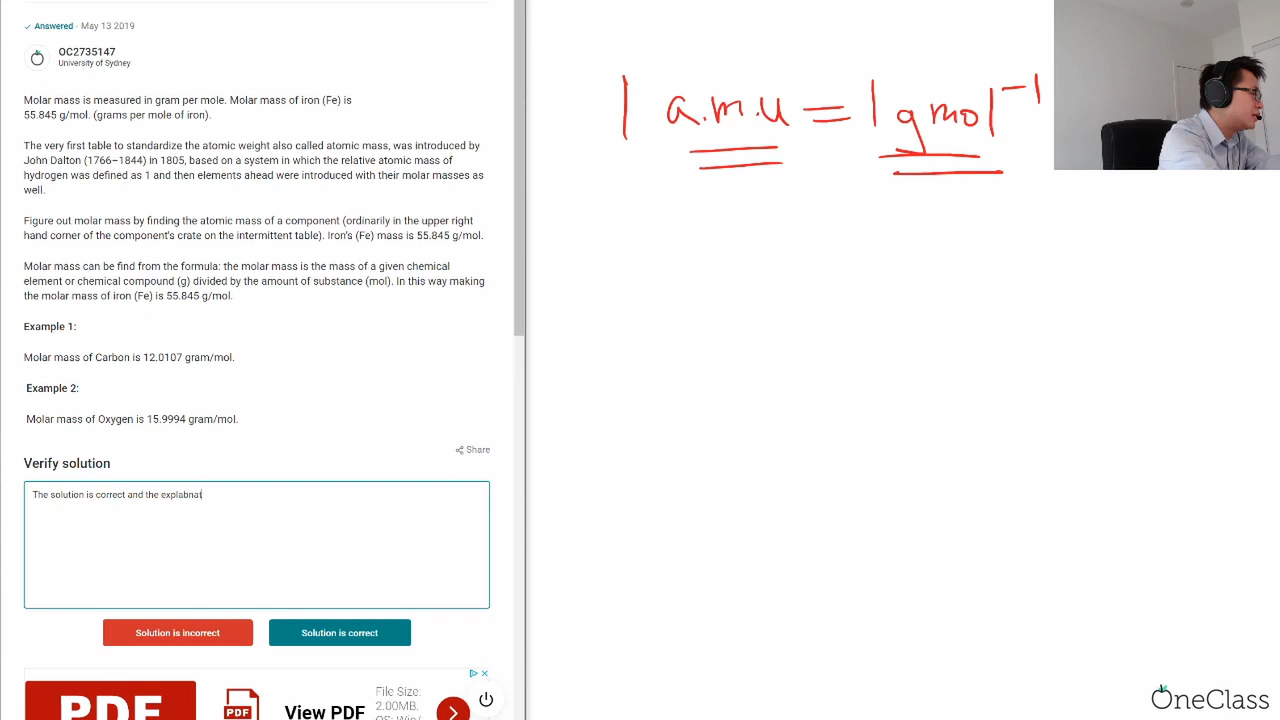 Answered - May 13 2019
OC2735147
University of Sydney
Molar mass is measured in gram per mole. Molar mass of iron (Fe) is
55.845 g/mol. (grams per mole of iron).
The very first table to standardize the atomic weight also called atomic mass, was introduced by
John Dalton (1766–1844) in 1805, based on a system in which the relative atomic mass of
hydrogen was defined as 1 and then elements ahead were introduced with their molar masses as
well.
Figure out molar mass by finding the atomic mass of a component (ordinarily in the upper right
hand corner of the component's crate on the intermittent table). Iron's (Fe) mass is 55.845 g/mol.
Molar mass can be find from the formula: the molar mass is the mass of a given chemical
element or chemical compound (g) divided by the amount of substance (mol). In this way making
the molar mass of iron (Fe) is 55.845 g/mol.
Example 1:
Molar mass of Carbon is 12.0107 gram/mol.
Example 2:
Molar mass of Oxygen is 15.9994 gram/mol.
Share
Verify solution
The solution is correct and the explabnat
Solution is incorrect
Solution is correct
PDF
PDF
View PDF
File Size:
2.00MB.
1 a.m.u = 1 g mol⁻¹
OneClass